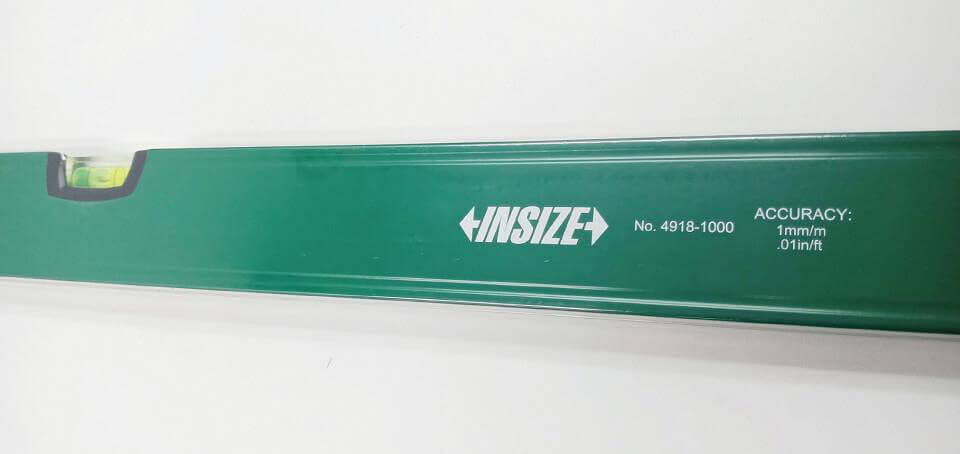 INSIZE
No. 4918-1000
ACCURACY:
1mm/m
.01in/ft